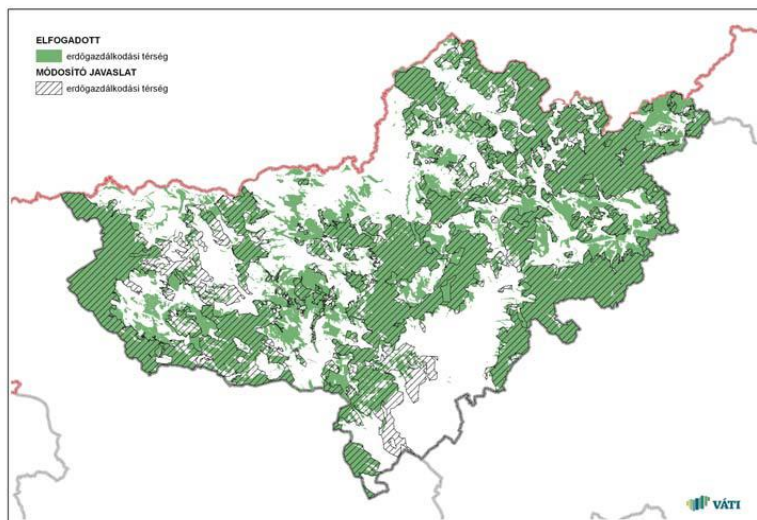 ELFOGADOTT
erdőgazdálkodási térség
MÓDOSÍTÓ JAVASLAT
erdőgazdálkodási térség
VÁTI